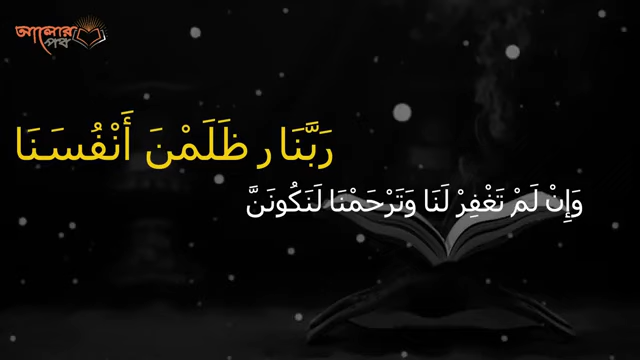 আলোর
পথ
رَبَّنَا ر ظَلَمْنَ أَنْفُسَنَا
وَإِنْ لَمْ تَغْفِرْ لَنَا وَتَرْحَمْنَا لَنَكُونَنَّ